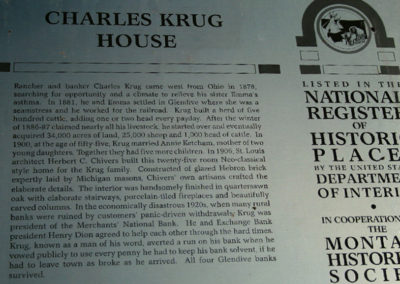 CHARLES KRUG
HOUSE
Rancher and banker Charles Krug came west from Ohio in 1878,
searching for opportunity and a climate to relieve his sister Emma's
asthma. In 1881, he and Emma settled in Glendive where she was a
seamstress and he worked for the railroad. Krug built a herd of five
hundred cattle, adding one or two head every payday. After the winter
of 1886-87 claimed nearly all his livestock, he started over and eventually
acquired 34,000 acres of land, 25,000 sheep and 1,900 head of cattle. In
1900, at the age of fifty-five, Krug married Annie Ketcham, mother of two
young daughters. Together they had five more children. In 1906, St. Louis
architect Herbert C. Chivers built this twenty five room Neo-classical
style home for the Krug family. Constructed of glazed Hebron brick
expertly laid by Michigan masons, Chivers' own artisans crafted the
elaborate details. The interior was handsomely finished in quartersawn
oak with elaborate stairways, porcelain-tiled fireplaces and beautifully
carved columns. In the economically disastrous 1920s, when many rural
banks were ruined by customers' panic-driven withdrawals, Krug was
president of the Merchants' National Bank. He and Exchange Bank
president Henry Dion agreed to help each other through the hard times.
Krug, known as a man of his word, averted a run on his bank when he
vowed publicly to use every penny he had to keep his bank solvent, if he
had to leave town as broke as he arrived. All four Glendive banks
survived.
LISTED IN THE
NATIONAL
REGISTER
OF
HISTORIC
PLACE
BY THE UNITED STA
DEPARTMEN
OF INTERIO
IN COOPERATION
THE
MONTA
HISTOR
SOCIE